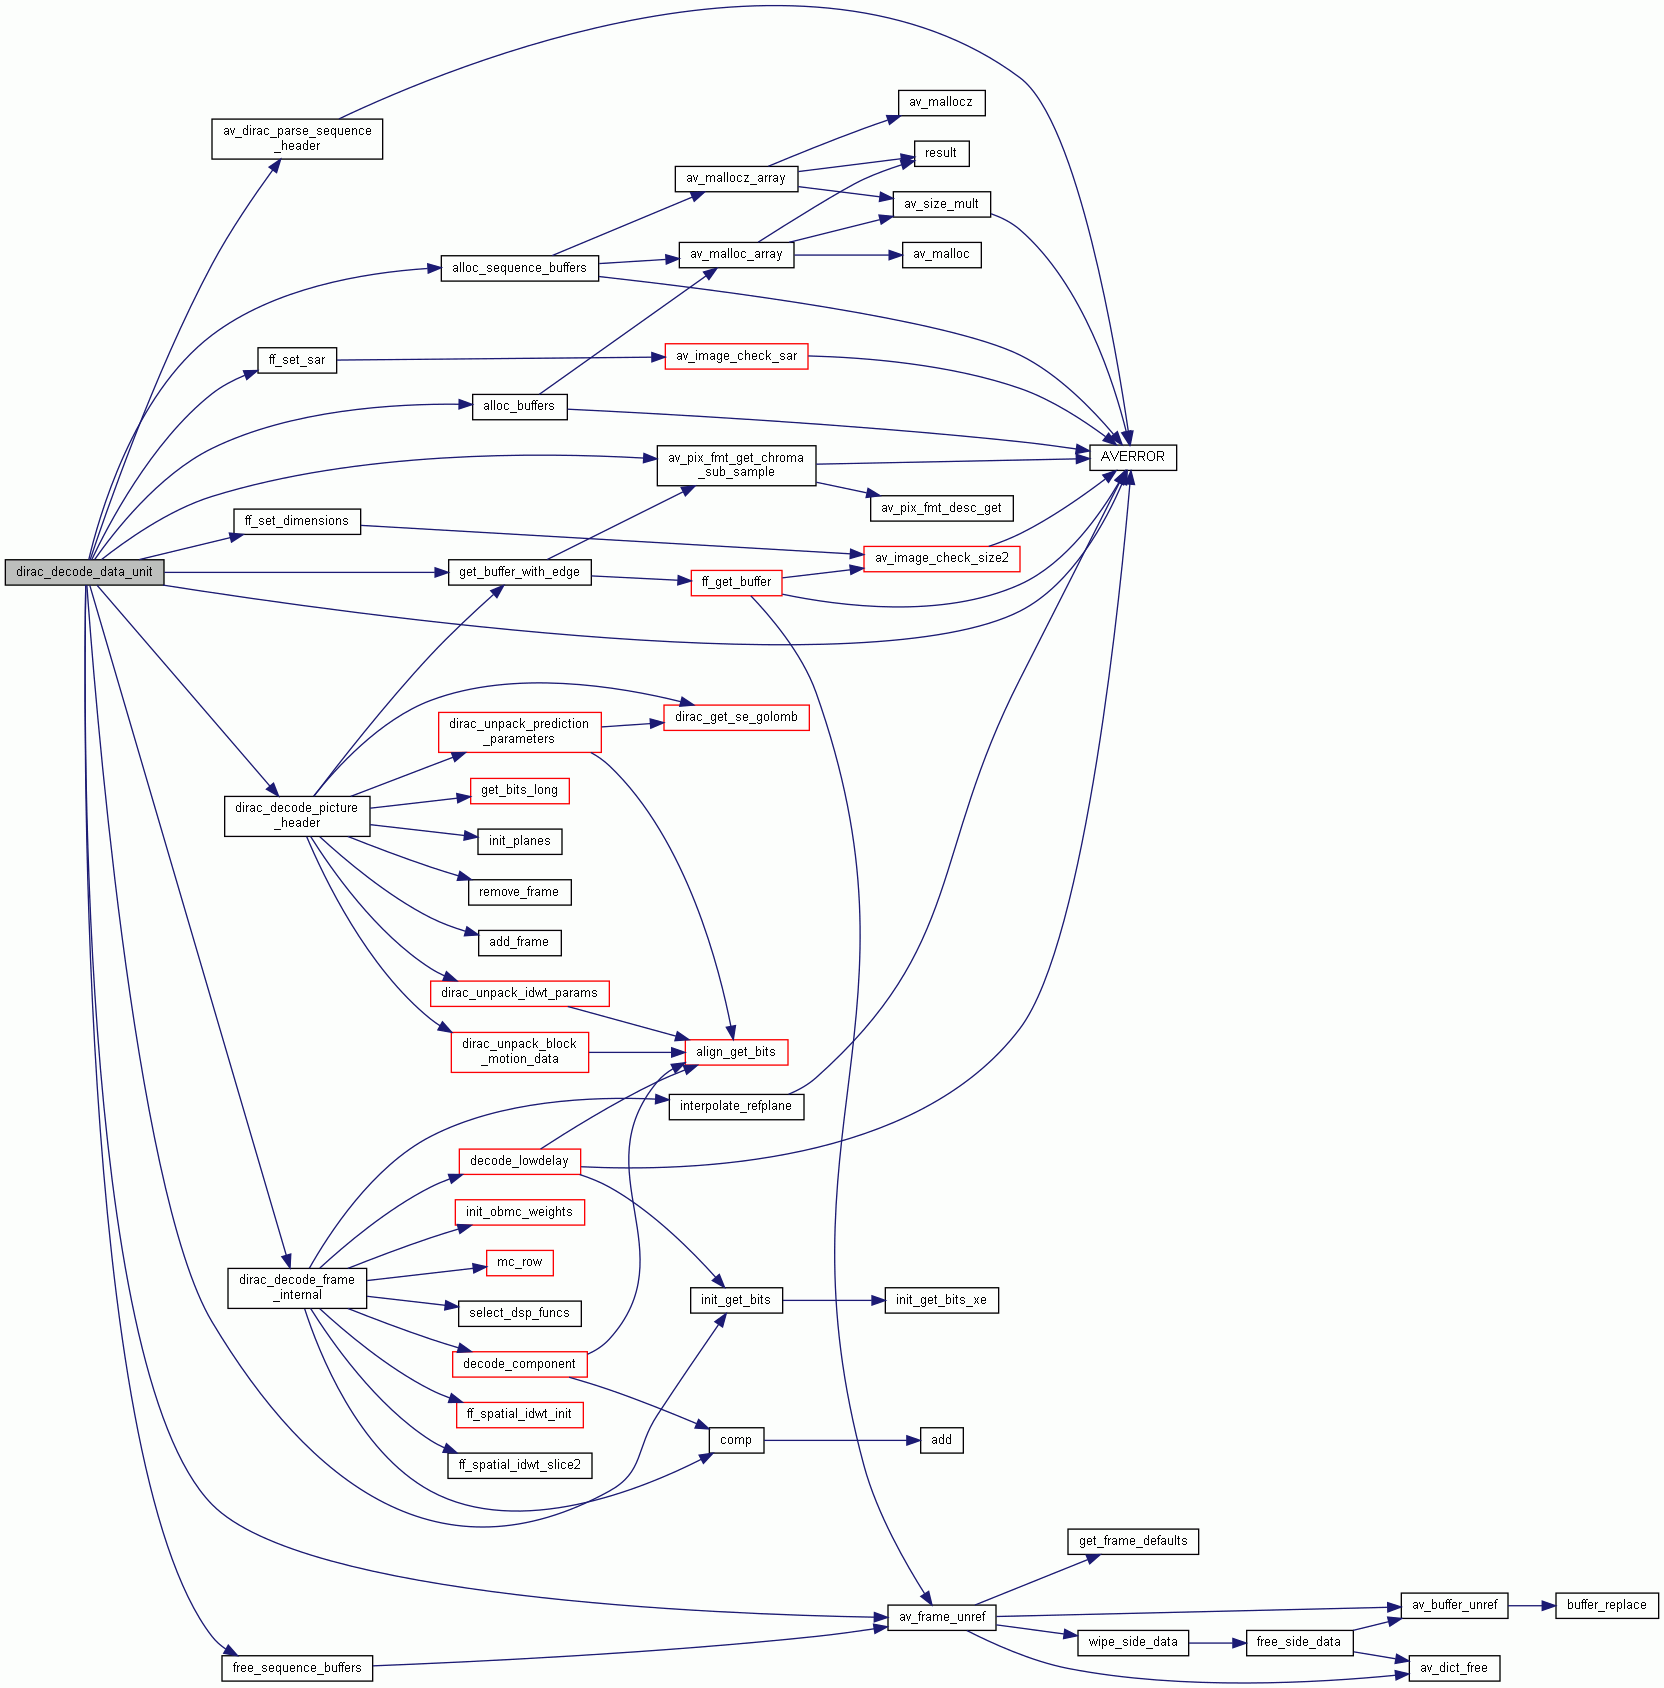 av_mallocz
av_dirac_parse_sequence
_header
result
av_mallocz_array
av_size_mult
av_malloc_array
av_malloc
alloc_sequence_buffers
ff_set_sar
av_image_check_sar
alloc_buffers
AVERROR
av_pix_fmt_get_chroma
_sub_sample
av_pix_fmt_desc_get
ff_set_dimensions
av_image_check_size2
dirac_decode_data_unit
get_buffer_with_edge
ff_get_buffer
dirac_get_se_golomb
dirac_unpack_prediction
_parameters
get_bits_long
dirac_decode_picture
_header
init_planes
remove_frame
add_frame
dirac_unpack_idwt_params
dirac_unpack_block
_motion_data
align_get_bits
interpolate_refplane
decode_lowdelay
init_obmc_weights
mc_row
dirac_decode_frame
_internal
init_get_bits
init_get_bits_xe
select_dsp_funcs
decode_component
ff_spatial_idwt_init
comp
add
ff_spatial_idwt_slice2
get_frame_defaults
av_frame_unref
av_buffer_unref
buffer_replace
wipe_side_data
free_side_data
free_sequence_buffers
av_dict_free